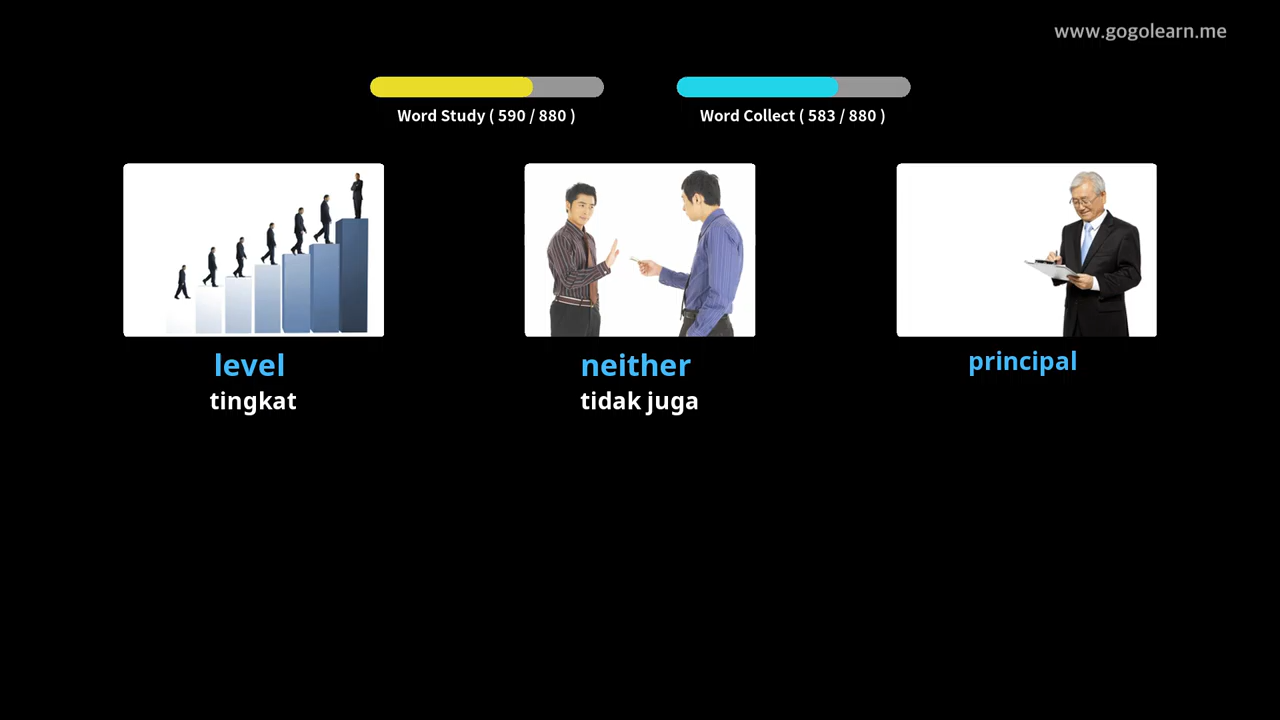 www.gogolearn.me
Word Study ( 590 / 880 )
Word Collect ( 583 / 880 )
level
tingkat
neither
tidak juga
principal